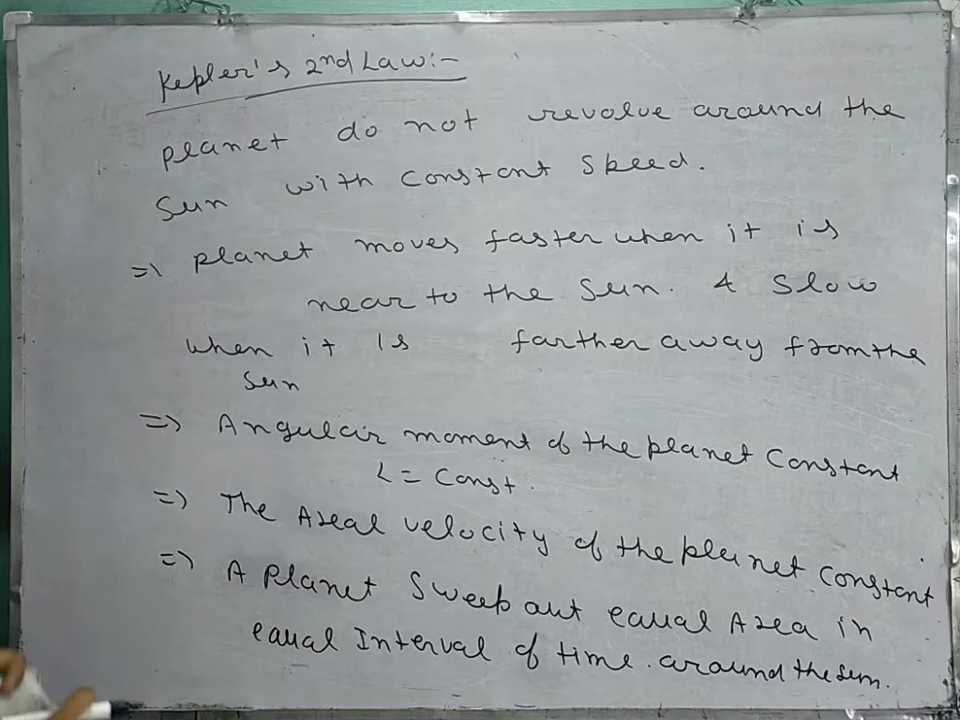 Kepler's 2nd Law:-
planet do not revolve around the
Sun with constant speed.
=> planet moves faster when it is
near to the Sun. & Slow
when it is farther away from the
Sun
=> Angular moment of the planet Constant
L = Const.
=> The Areal velocity of the planet constant
=> A planet Sweep out equal Area in
equal Interval of time. around the sun.